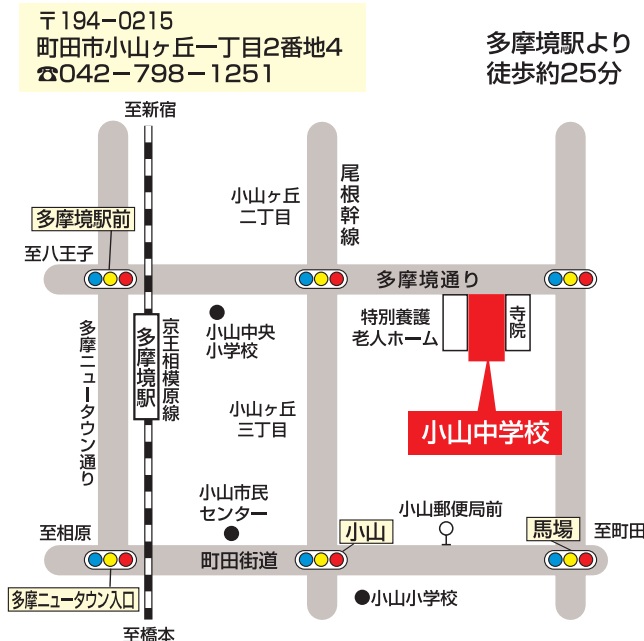 〒194−0215
町田市小山ヶ丘一丁目2番地4
☎042−798−1251
多摩境駅より
徒歩約25分
至新宿
小山ヶ丘
二丁目
尾根幹線
多摩境駅前
至八王子
多摩境通り
多摩ニュータウン通り
多摩境駅
京王相模原線
小山中央
小学校
特別養護
老人ホーム
寺院
小山ヶ丘
三丁目
小山中学校
小山市民
センター
小山郵便局前
至相原
小山
馬場
至町田
町田街道
多摩ニュータウン入口
小山小学校
至橋本